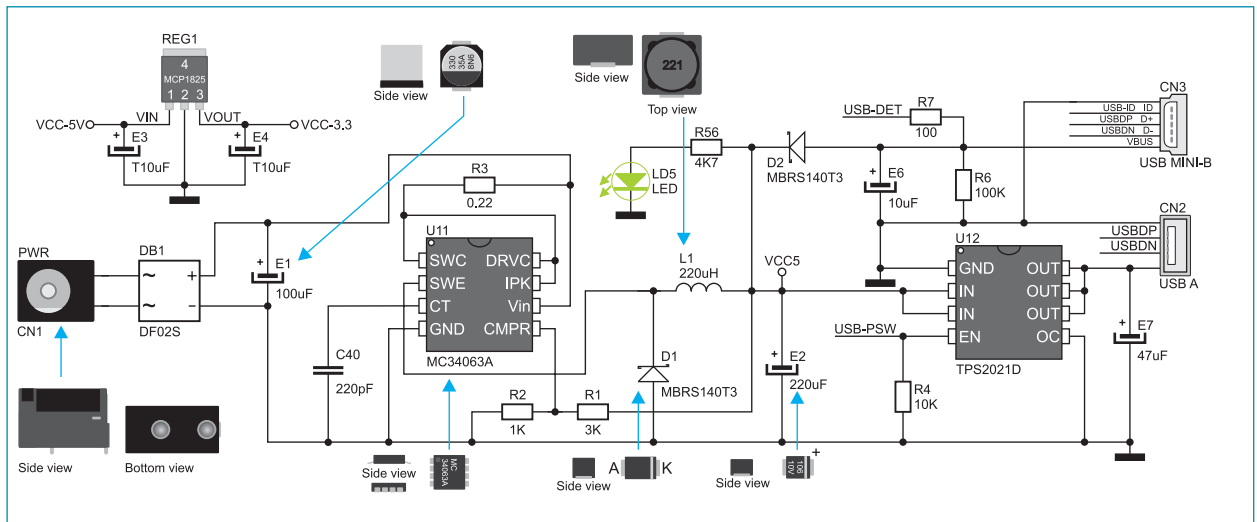 REG1
4
MCP1825
1 2 3
VCC-5V
VIN
VOUT
VCC-3.3
E3
T10uF
E4
T10uF
Side view
330
35A
8N6
Side view
221
Top view
USB-DET
R7
100
CN3
USB-ID ID
USBDP D+
USBDN D-
VBUS
USB MINI-B
R56
4K7
D2
MBRS140T3
LD5
LED
E6
10uF
R6
100K
R3
0.22
CN2
USBDP
USBDN
USB A
PWR
CN1
DB1
~ +
~ -
DF02S
E1
100uF
U11
SWC DRVC
SWE IPK
CT Vin
GND CMPR
MC34063A
L1
220uH
VCC5
U12
GND OUT
IN OUT
IN OUT
EN OC
TPS2021D
USB-PSW
E7
47uF
C40
220pF
D1
MBRS140T3
E2
220uF
R4
10K
R2
1K
R1
3K
Side view
Bottom view
Side view
MC
34063A
Side view
A K
Side view
106
10V
+